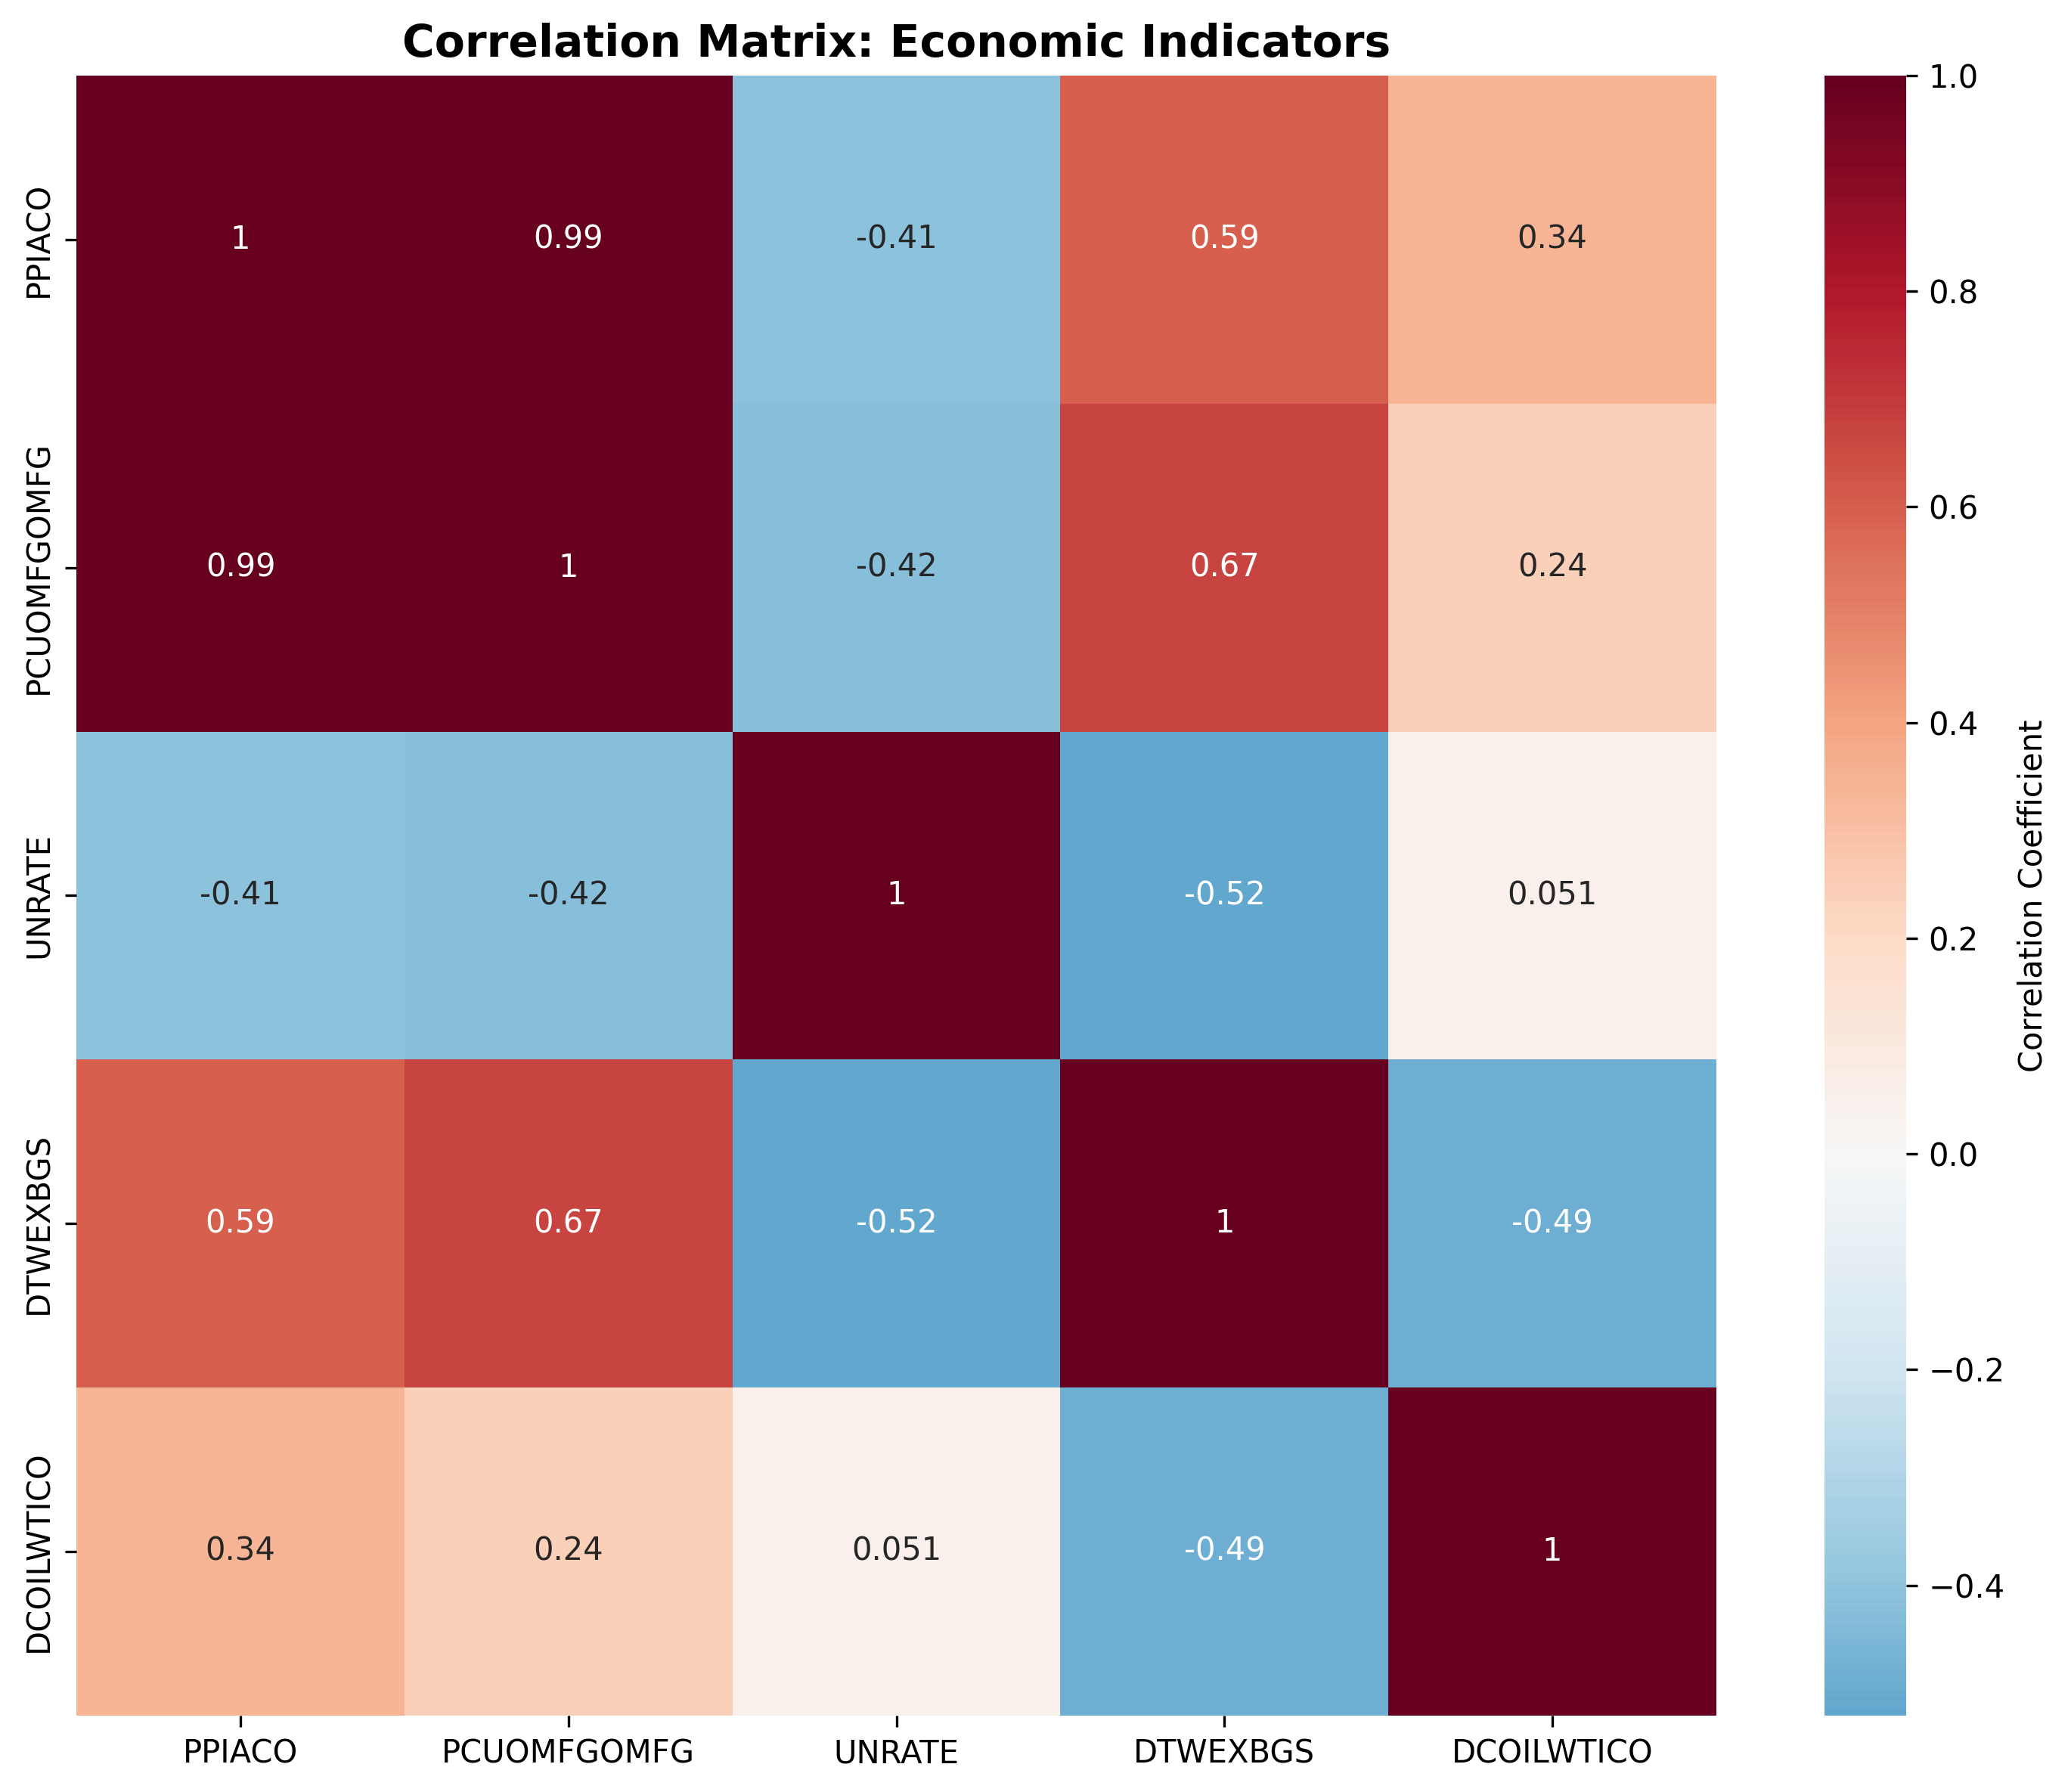 Correlation Matrix: Economic Indicators
PPIACO 1 0.99 -0.41 0.59 0.34
PCUOMFGOMFG 0.99 1 -0.42 0.67 0.24
UNRATE -0.41 -0.42 1 -0.52 0.051
DTWEXBGS 0.59 0.67 -0.52 1 -0.49
DCOILWTICO 0.34 0.24 0.051 -0.49 1
PPIACO PCUOMFGOMFG UNRATE DTWEXBGS DCOILWTICO
1.0
0.8
0.6
0.4
0.2
0.0
−0.2
−0.4
Correlation Coefficient